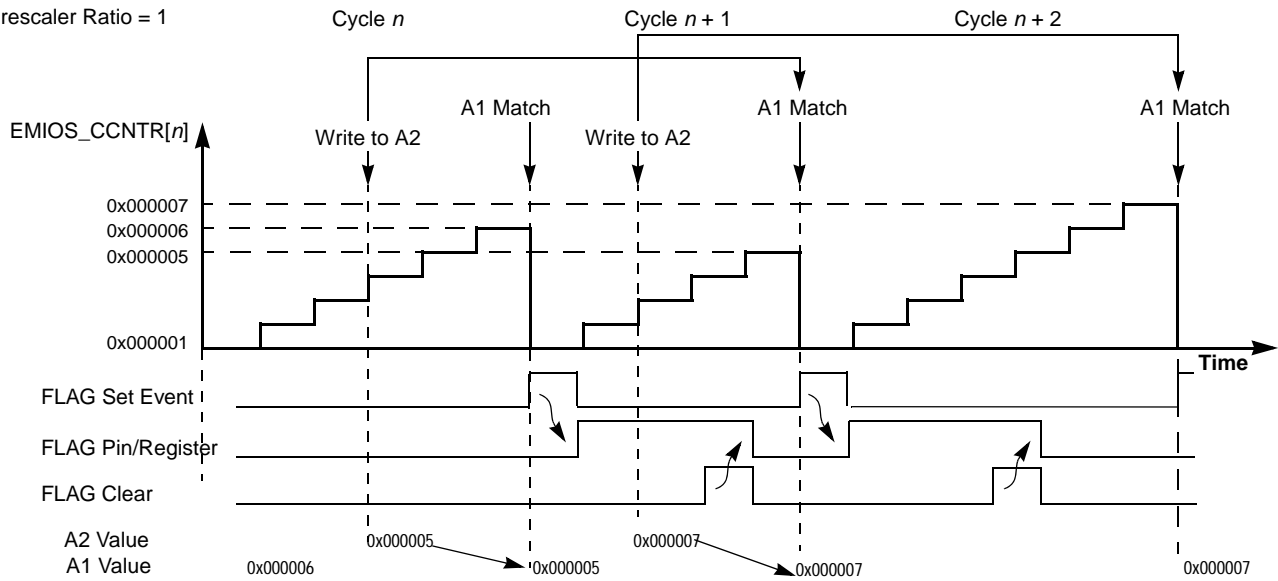 rescaler Ratio = 1
Cycle n
Cycle n + 1
Cycle n + 2
A1 Match
A1 Match
A1 Match
EMIOS_CCNTR[n]
Write to A2
Write to A2
0x000007
0x000006
0x000005
0x000001
Time
FLAG Set Event
FLAG Pin/Register
FLAG Clear
A2 Value
0x000005
0x000007
A1 Value
0x000006
0x000005
0x000007
0x000007